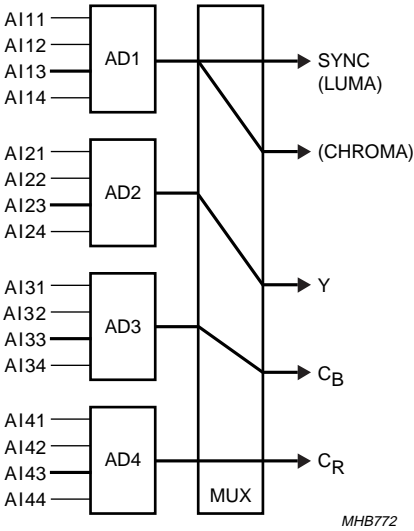 AI11
AI12
AI13
AI14
AD1
SYNC
(LUMA)
(CHROMA)
AI21
AI22
AI23
AI24
AD2
Y
AI31
AI32
AI33
AI34
AD3
CB
AI41
AI42
AI43
AI44
AD4
CR
MUX
MHB772